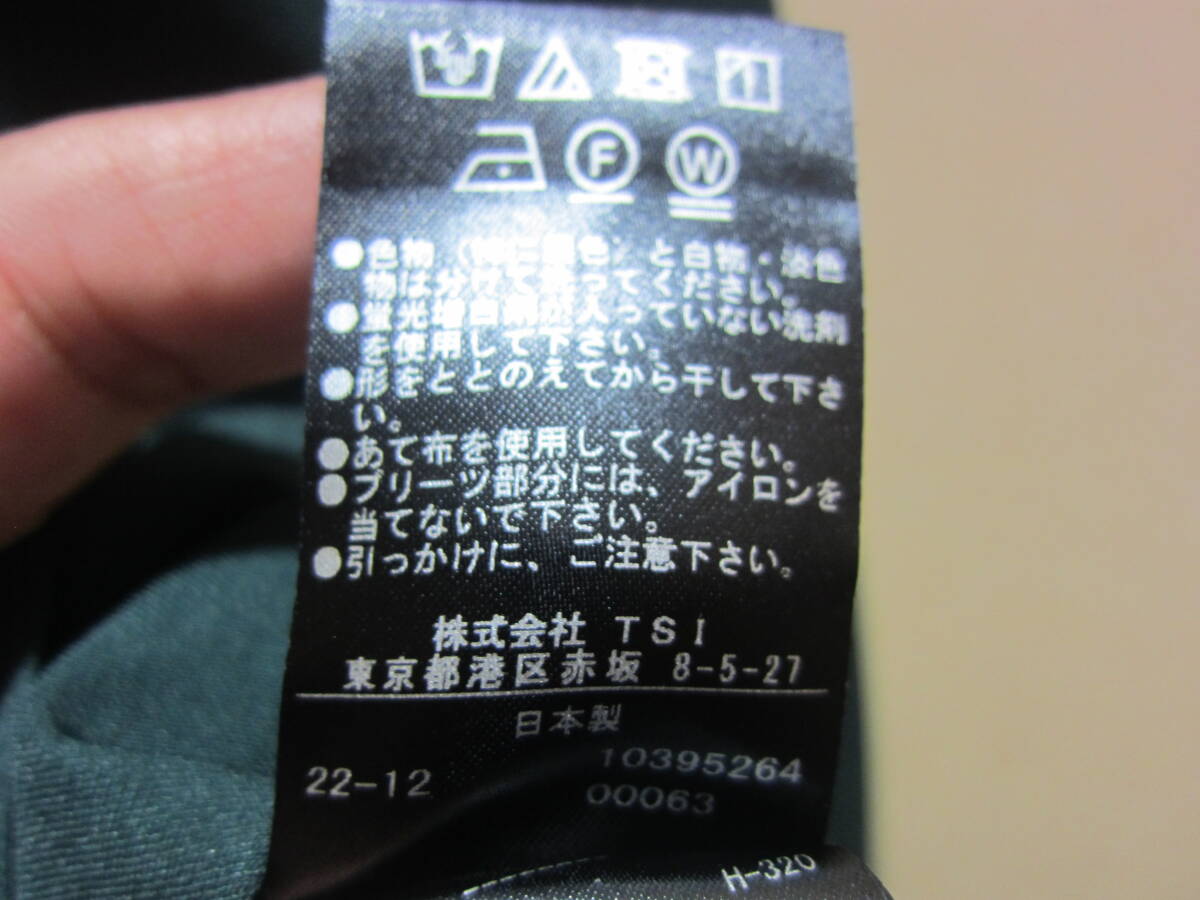 F W
●色物（特に濃色）と白物・淡色
物は分けて洗ってください。
●蛍光増白剤が入っていない洗剤
を使用して下さい。
●形をととのえてから干して下さ
い。
●あて布を使用してください。
●プリーツ部分には、アイロンを
当てないで下さい。
●引っかけに、ご注意下さい。
株式会社 TSI
東京都港区赤坂 8-5-27
日本製
22-12 10395264
00063
H-320